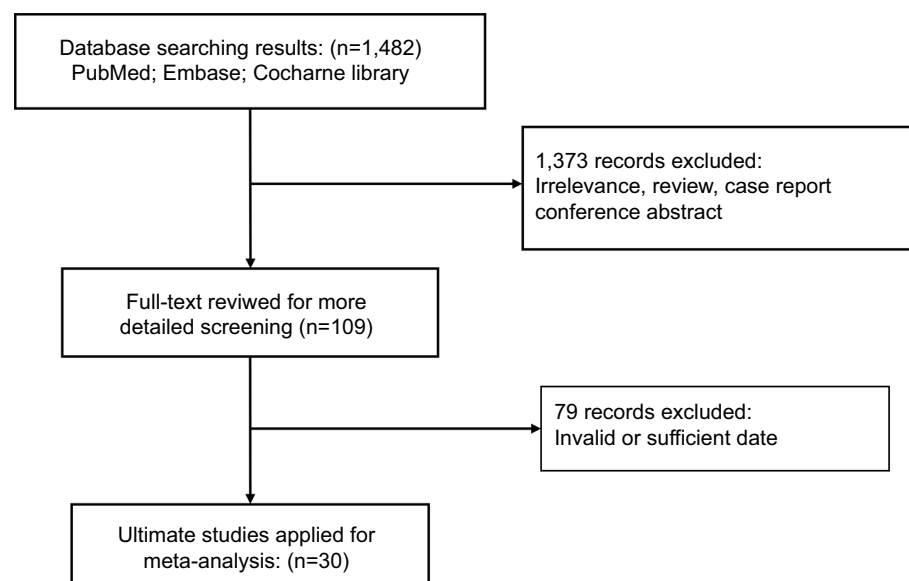 Database searching results: (n=1,482)
PubMed; Embase; Cocharne library
1,373 records excluded:
Irrelevance, review, case report
conference abstract
Full-text reviwed for more
detailed screening (n=109)
79 records excluded:
Invalid or sufficient date
Ultimate studies applied for
meta-analysis: (n=30)